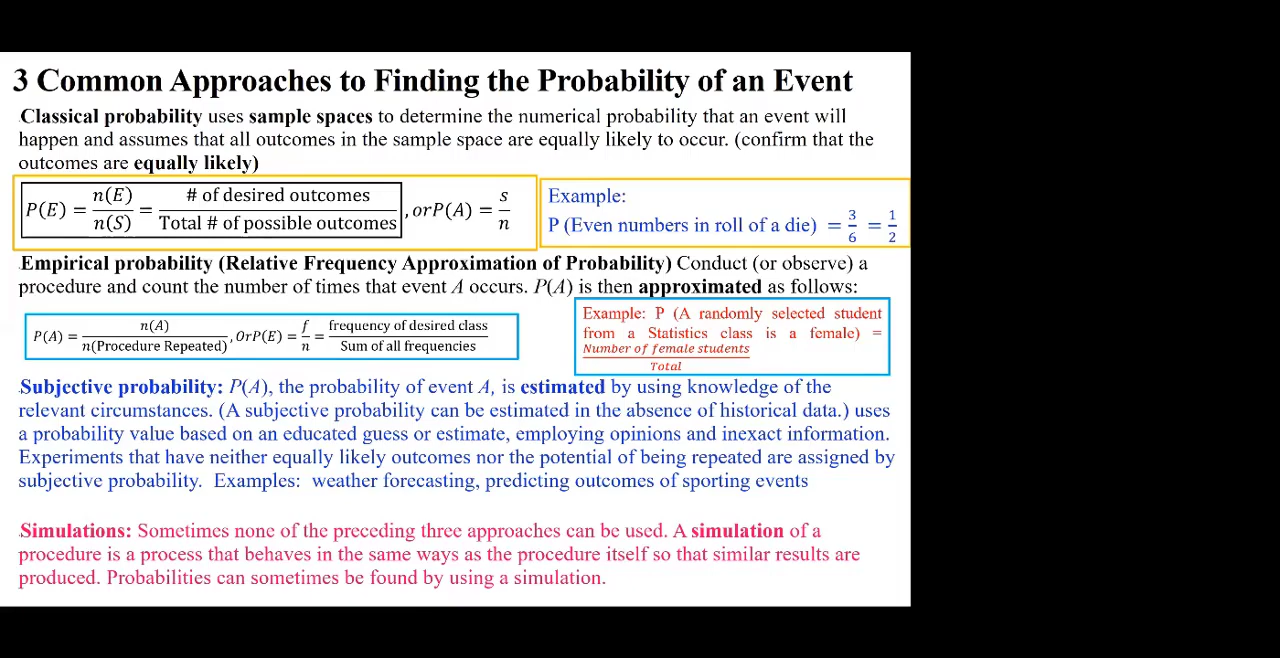 3 Common Approaches to Finding the Probability of an Event
Classical probability uses sample spaces to determine the numerical probability that an event will
happen and assumes that all outcomes in the sample space are equally likely to occur. (confirm that the
outcomes are equally likely)
P(E) = n(E)/n(S) = # of desired outcomes/Total # of possible outcomes , orP(A) = s/n
Example:
P (Even numbers in roll of a die) = 3/6 = 1/2
Empirical probability (Relative Frequency Approximation of Probability) Conduct (or observe) a
procedure and count the number of times that event A occurs. P(A) is then approximated as follows:
P(A) = n(A)/n(Procedure Repeated) , OrP(E) = f/n = frequency of desired class/Sum of all frequencies
Example: P (A randomly selected student
from a Statistics class is a female) =
Number of female students
Total
Subjective probability: P(A), the probability of event A, is estimated by using knowledge of the
relevant circumstances. (A subjective probability can be estimated in the absence of historical data.) uses
a probability value based on an educated guess or estimate, employing opinions and inexact information.
Experiments that have neither equally likely outcomes nor the potential of being repeated are assigned by
subjective probability. Examples: weather forecasting, predicting outcomes of sporting events
Simulations: Sometimes none of the preceding three approaches can be used. A simulation of a
procedure is a process that behaves in the same ways as the procedure itself so that similar results are
produced. Probabilities can sometimes be found by using a simulation.